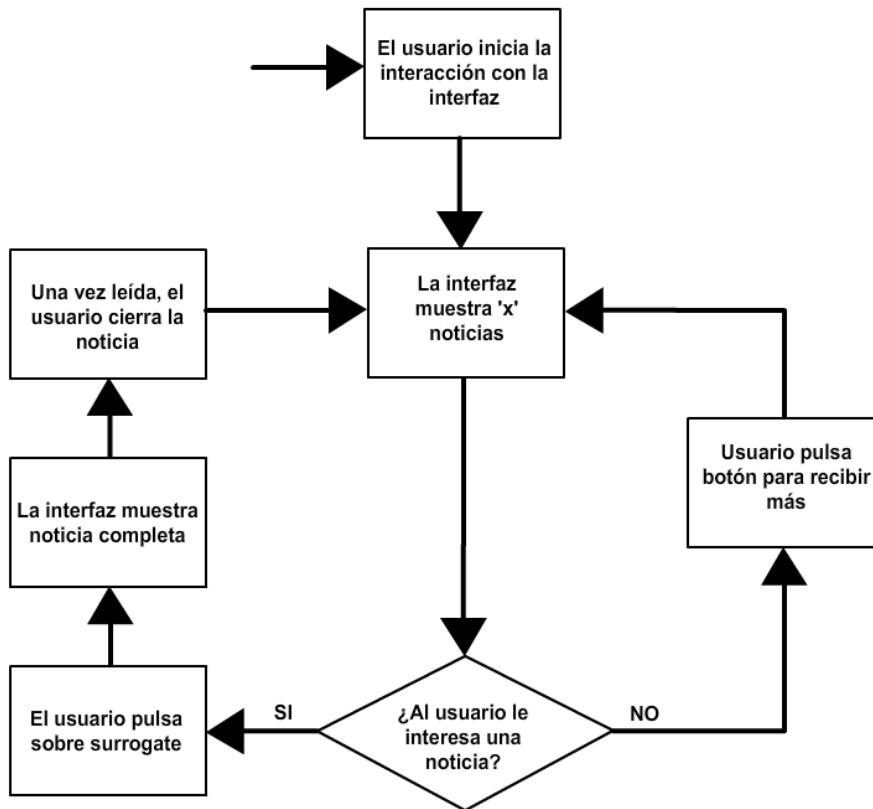 El usuario inicia la
interacción con la
interfaz
La interfaz
muestra 'x'
noticias
Una vez leída, el
usuario cierra la
noticia
Usuario pulsa
botón para recibir
más
La interfaz muestra
noticia completa
El usuario pulsa
sobre surrogate
SI
¿Al usuario le
interesa una
noticia?
NO